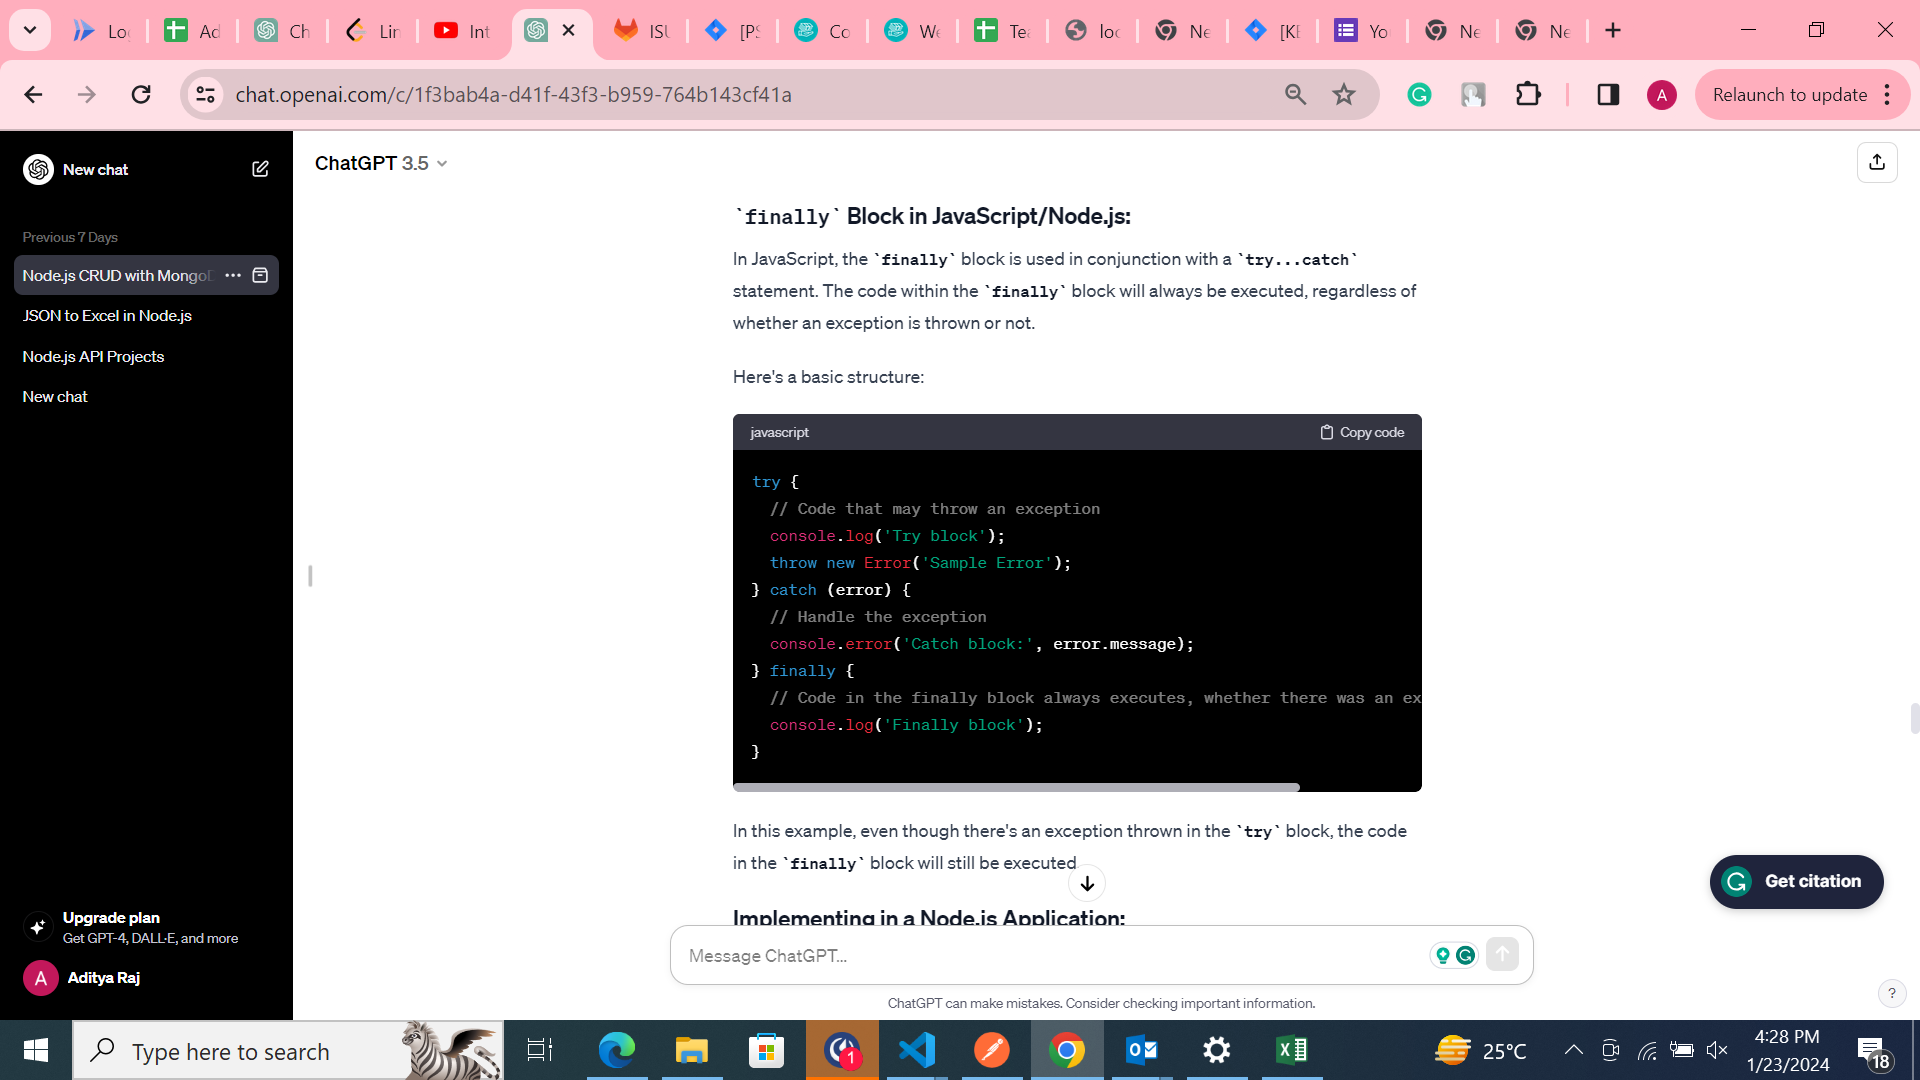 Lo
Ad
Ch
Lin
Int
ISU
[PS
Co
We
Tea
loc
Ne
[KE
Yo
Ne
Ne
chat.openai.com/c/1f3bab4a-d41f-43f3-b959-764b143cf41a
A
Relaunch to update
New chat
Previous 7 Days
Node.js CRUD with MongoD
JSON to Excel in Node.js
Node.js API Projects
New chat
Upgrade plan
Get GPT-4, DALL·E, and more
A
Aditya Raj
ChatGPT 3.5
`finally` Block in JavaScript/Node.js:
In JavaScript, the `finally` block is used in conjunction with a `try...catch`
statement. The code within the `finally` block will always be executed, regardless of
whether an exception is thrown or not.
Here's a basic structure:
javascript
Copy code
try {
  // Code that may throw an exception
  console.log('Try block');
  throw new Error('Sample Error');
} catch (error) {
  // Handle the exception
  console.error('Catch block:', error.message);
} finally {
  // Code in the finally block always executes, whether there was an ex
  console.log('Finally block');
}
In this example, even though there's an exception thrown in the `try` block, the code
in the `finally` block will still be executed
Implementing in a Node.js Application:
Get citation
Message ChatGPT...
ChatGPT can make mistakes. Consider checking important information.
?
Type here to search
1
25°C
4:28 PM
1/23/2024
18